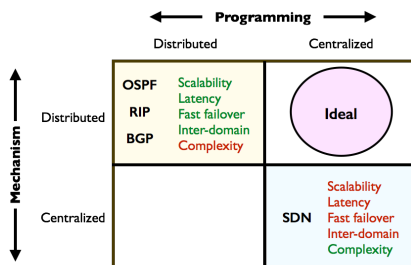 Programming
Distributed
Centralized
Mechanism
Distributed
OSPF
RIP
BGP
Scalability
Latency
Fast failover
Inter-domain
Complexity
Ideal
Centralized
SDN
Scalability
Latency
Fast failover
Inter-domain
Complexity